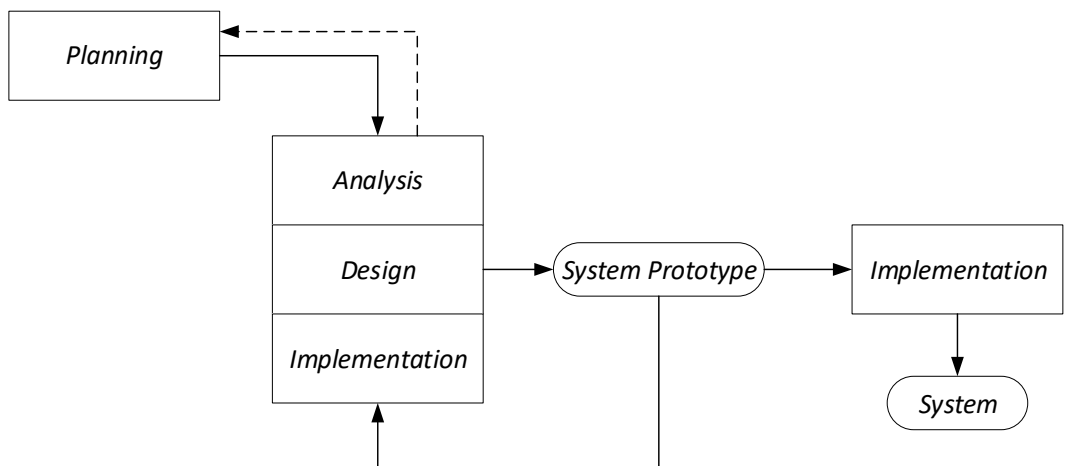 Planning
Analysis
Design
Implementation
System Prototype
Implementation
System